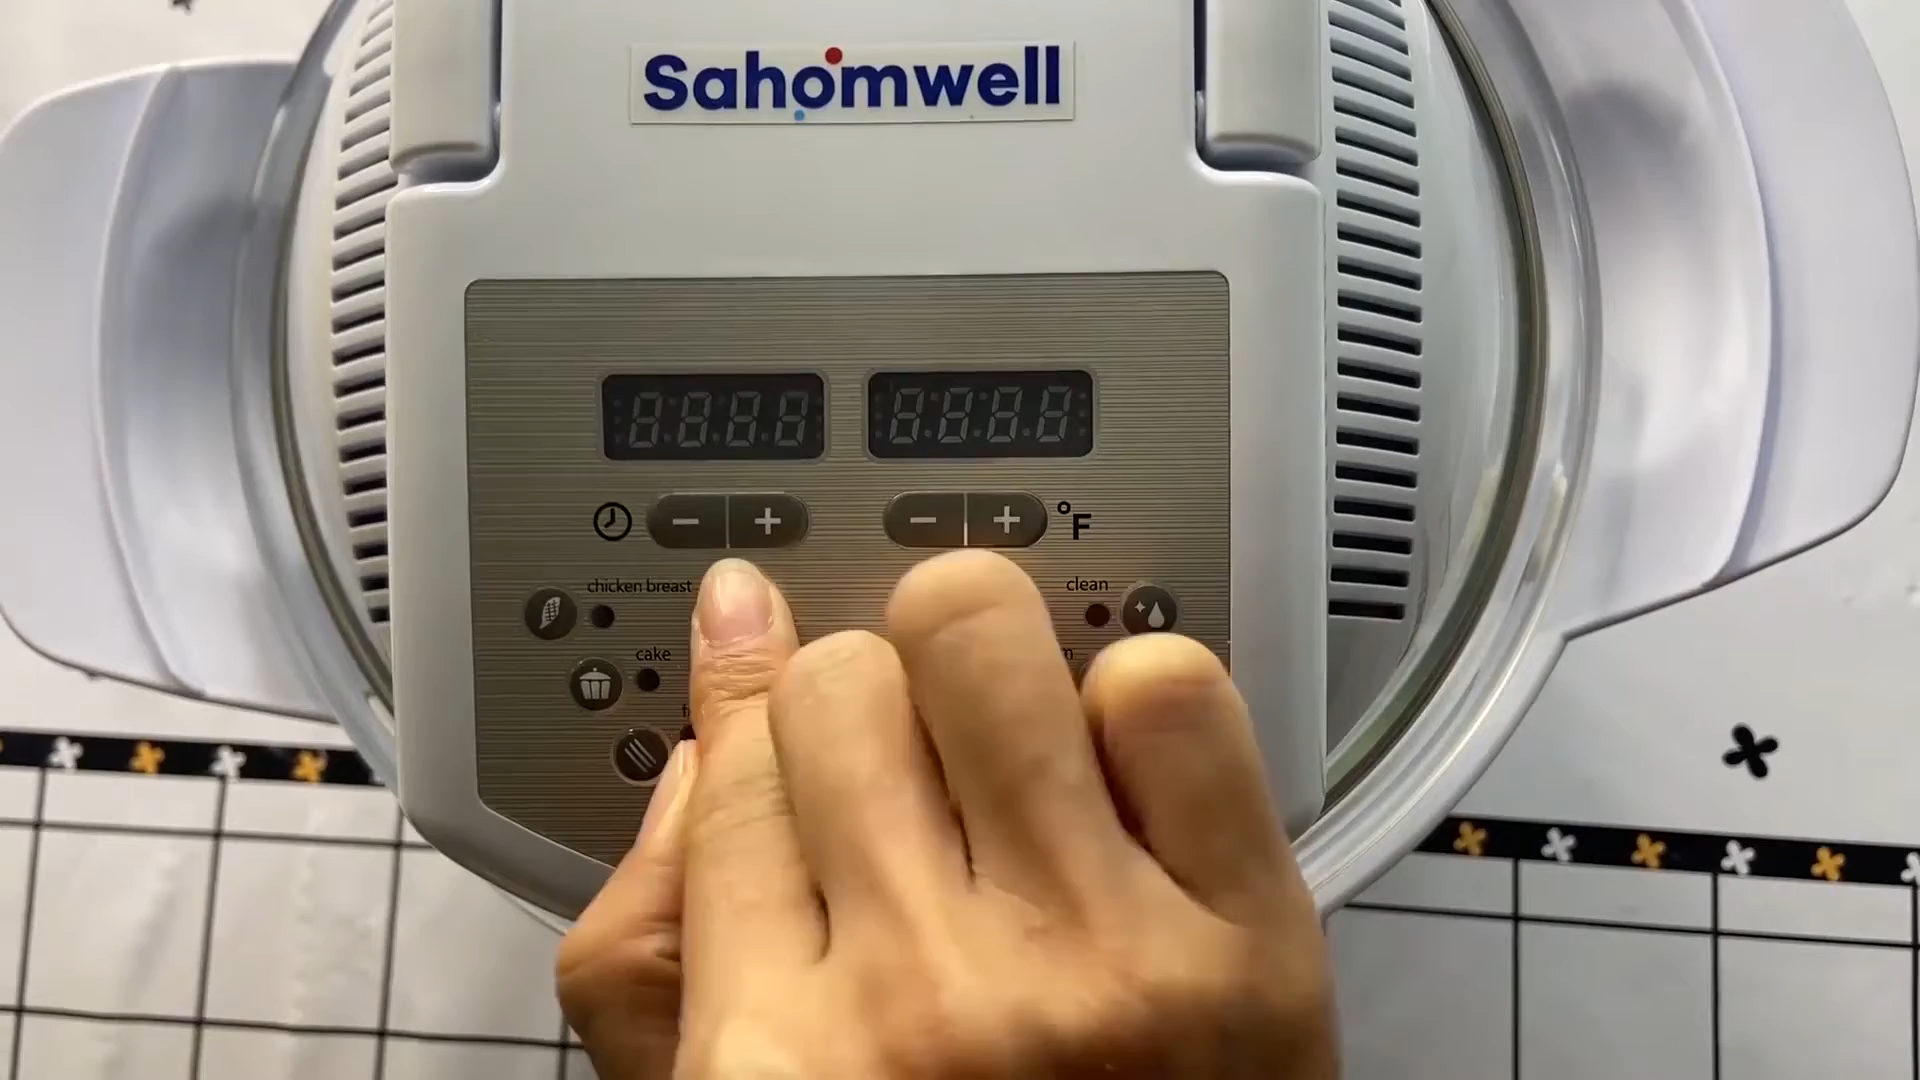 Sahomwell
− + − + °F
chicken breast
clean
cake